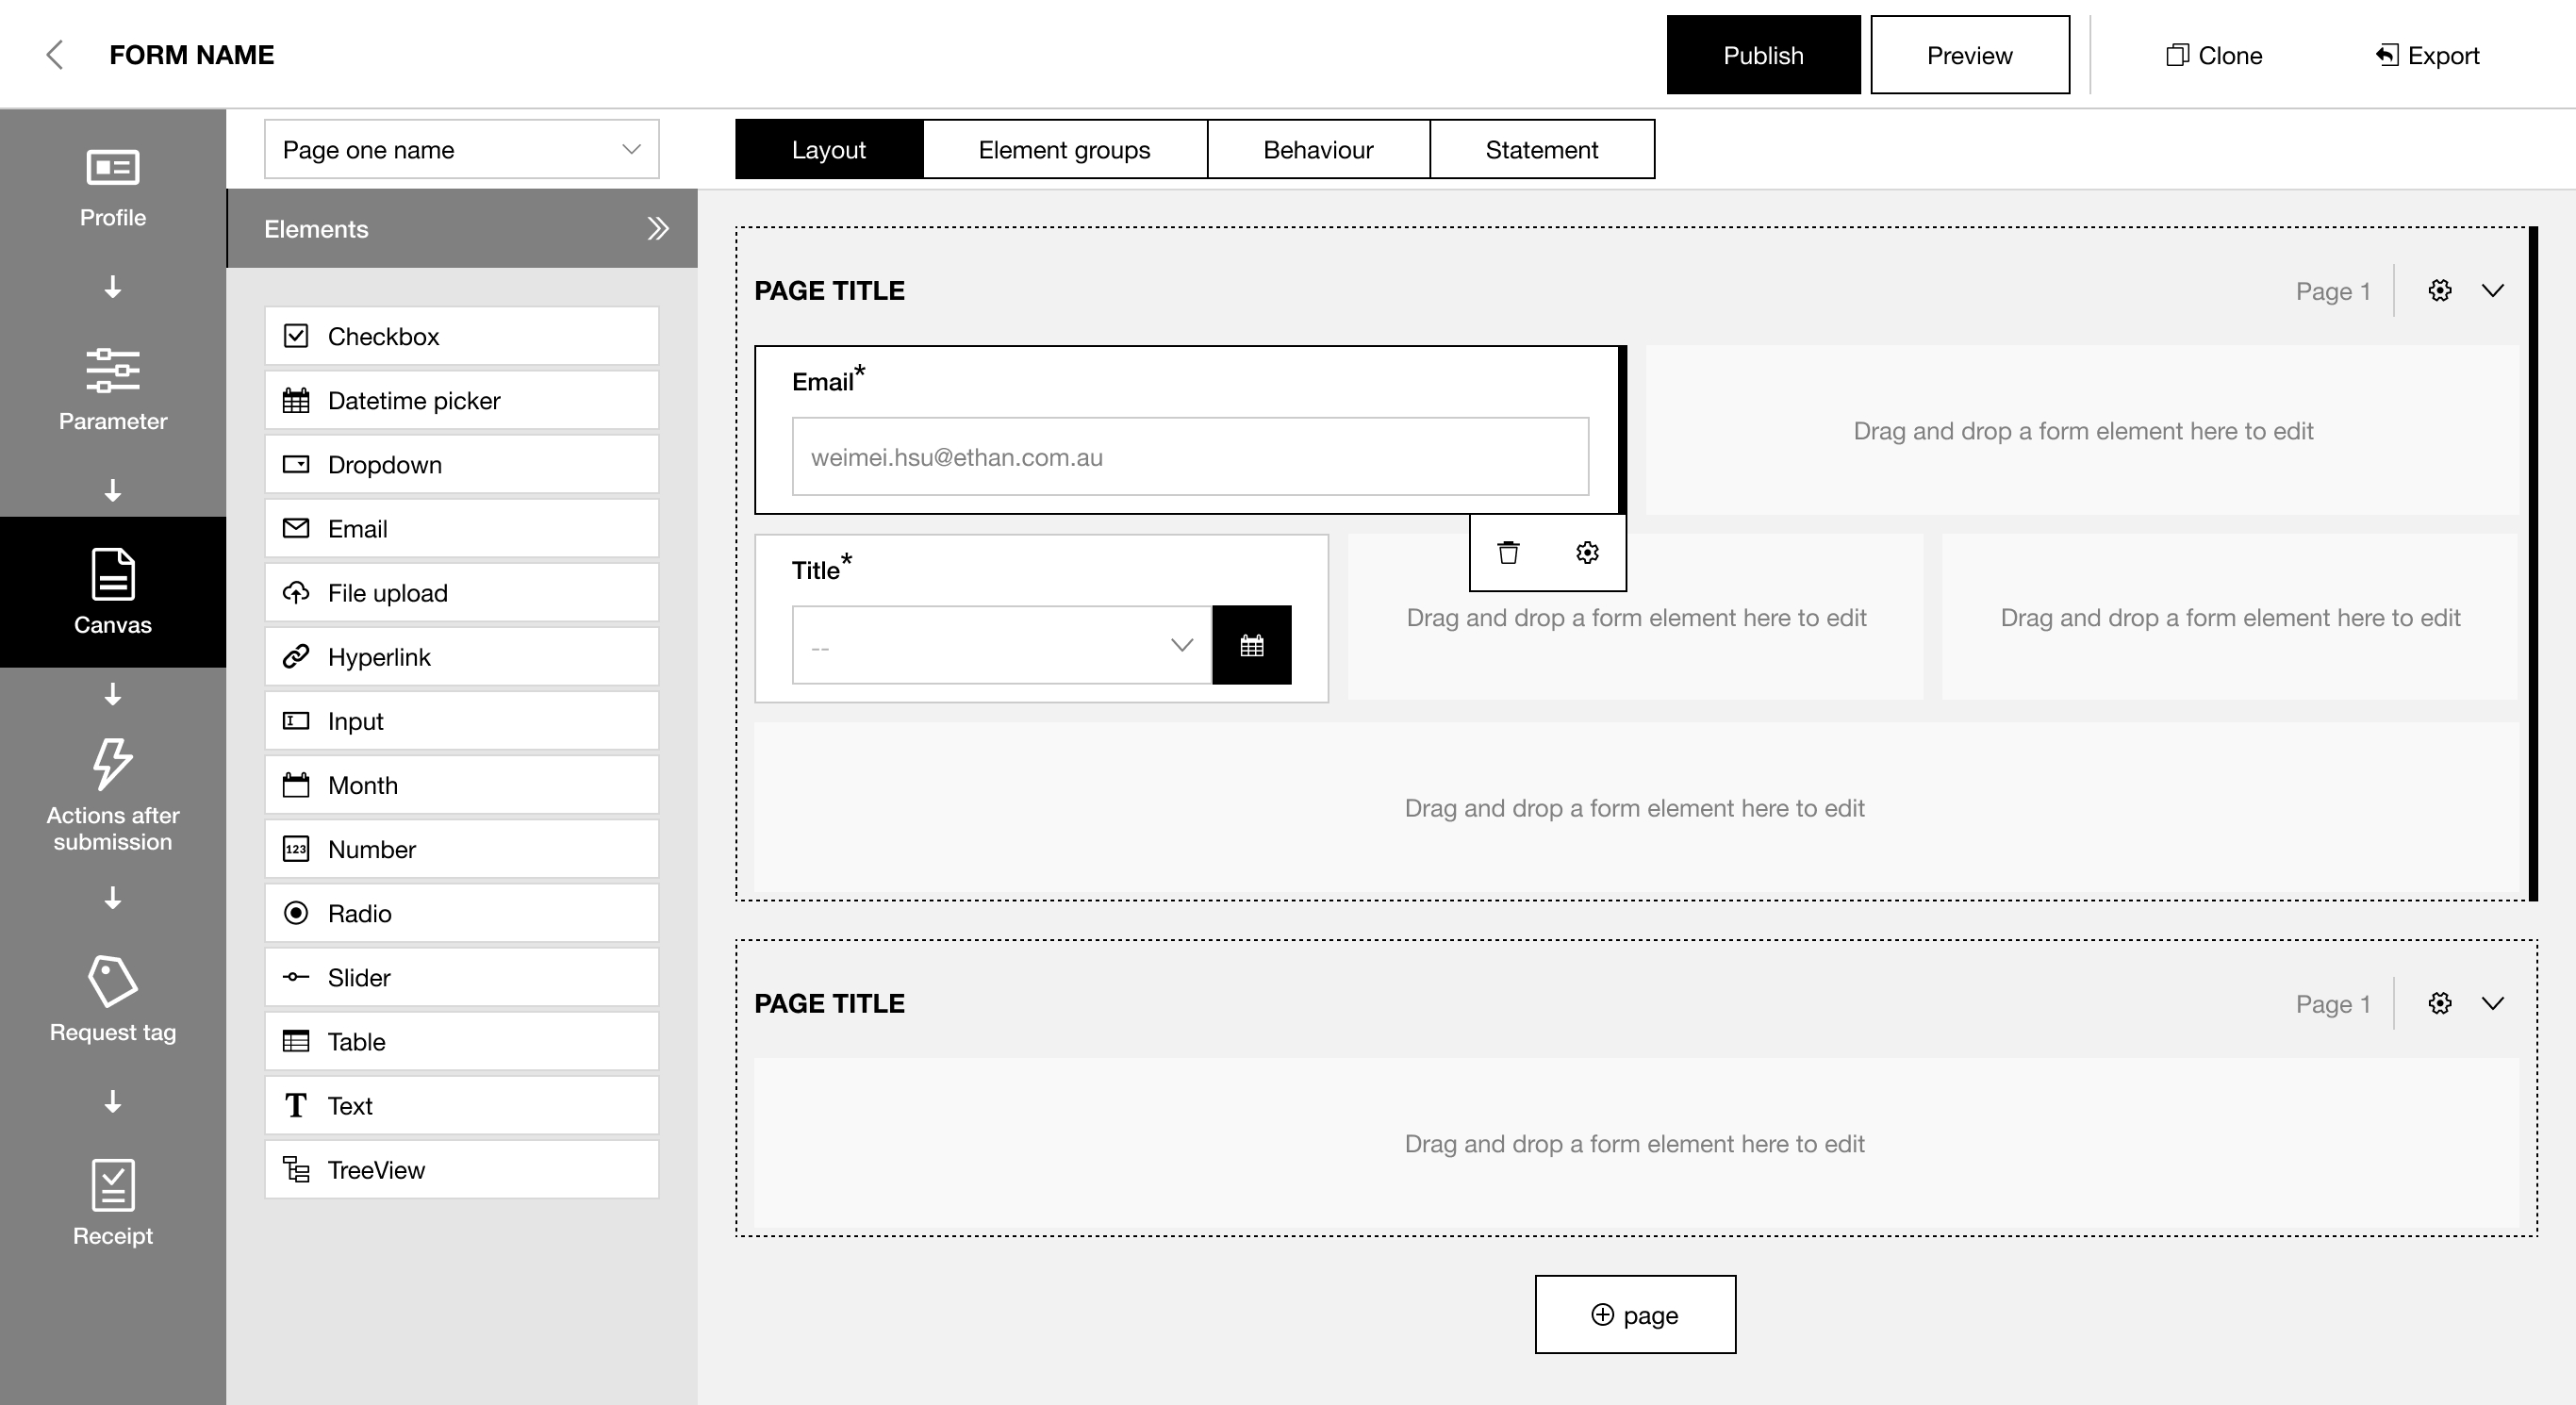 FORM NAME
Publish
Preview
Clone
Export
Profile
Parameter
Canvas
Actions after
submission
Request tag
Receipt
Page one name
Layout
Element groups
Behaviour
Statement
Elements
Checkbox
Datetime picker
Dropdown
Email
File upload
Hyperlink
Input
Month
123
Number
Radio
Slider
Table
T
Text
TreeView
PAGE TITLE
Page 1
Email*
weimei.hsu@ethan.com.au
Drag and drop a form element here to edit
Title*
--
Drag and drop a form element here to edit
Drag and drop a form element here to edit
Drag and drop a form element here to edit
PAGE TITLE
Page 1
Drag and drop a form element here to edit
page